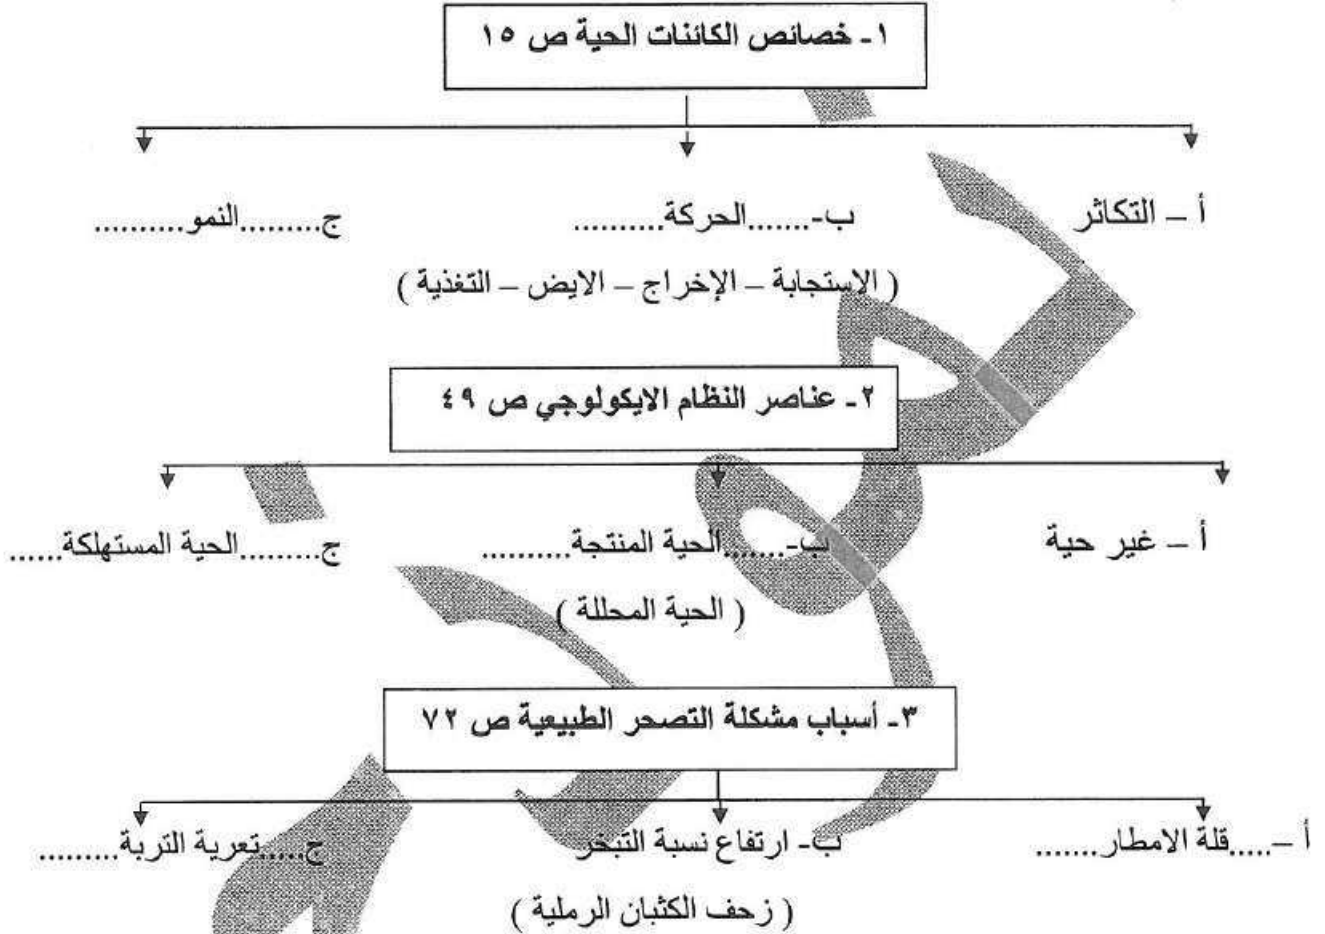 ١- خصائص الكائنات الحية ص ١٥
أ – التكاثر ب-.......الحركة.......... ج.........النمو..........
( الإستجابة – الإخراج – الايض – التغذية )
٢- عناصر النظام الايكولوجي ص ٤٩
أ – غير حية ب-.......الحية المنتجة.......... ج.........الحية المستهلكة......
( الحية المحللة )
٣- أسباب مشكلة التصحر الطبيعية ص ٧٢
أ –.....قلة الامطار....... ب- ارتفاع نسبة التبخر ج.....تعرية التربة.........
( زحف الكثبان الرملية )